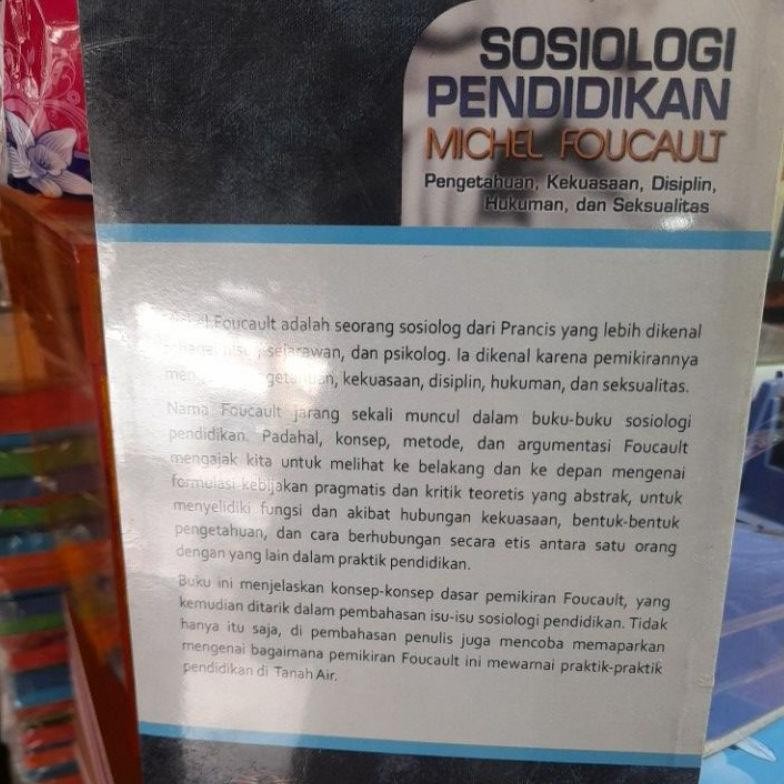 SOSIOLOGI
PENDIDIKAN
MICHEL FOUCAULT
Pengetahuan, Kekuasaan, Disiplin,
Hukuman, dan Seksualitas
Foucault adalah seorang sosiolog dari Prancis yang lebih dikenal
sejarawan, dan psikolog. Ia dikenal karena pemikirannya
kekuasaan, disiplin, hukuman, dan seksualitas.
Nama Foucault jarang sekali muncul dalam buku-buku sosiologi
pendidikan. Padahal, konsep, metode, dan argumentasi Foucault
mengajak kita untuk melihat ke belakang dan ke depan mengenai
formulasi kebijakan pragmatis dan kritik teoretis yang abstrak, untuk
menyelidiki fungsi dan akibat hubungan kekuasaan, bentuk-bentuk
pengetahuan, dan cara berhubungan secara etis antara satu orang
dengan yang lain dalam praktik pendidikan.
Buku ini menjelaskan konsep-konsep dasar pemikiran Foucault, yang
kemudian ditarik dalam pembahasan isu-isu sosiologi pendidikan. Tidak
hanya itu saja, di pembahasan penulis juga mencoba memaparkan
mengenai bagaimana pemikiran Foucault ini mewarnai praktik-praktik
pendidikan di Tanah Air.